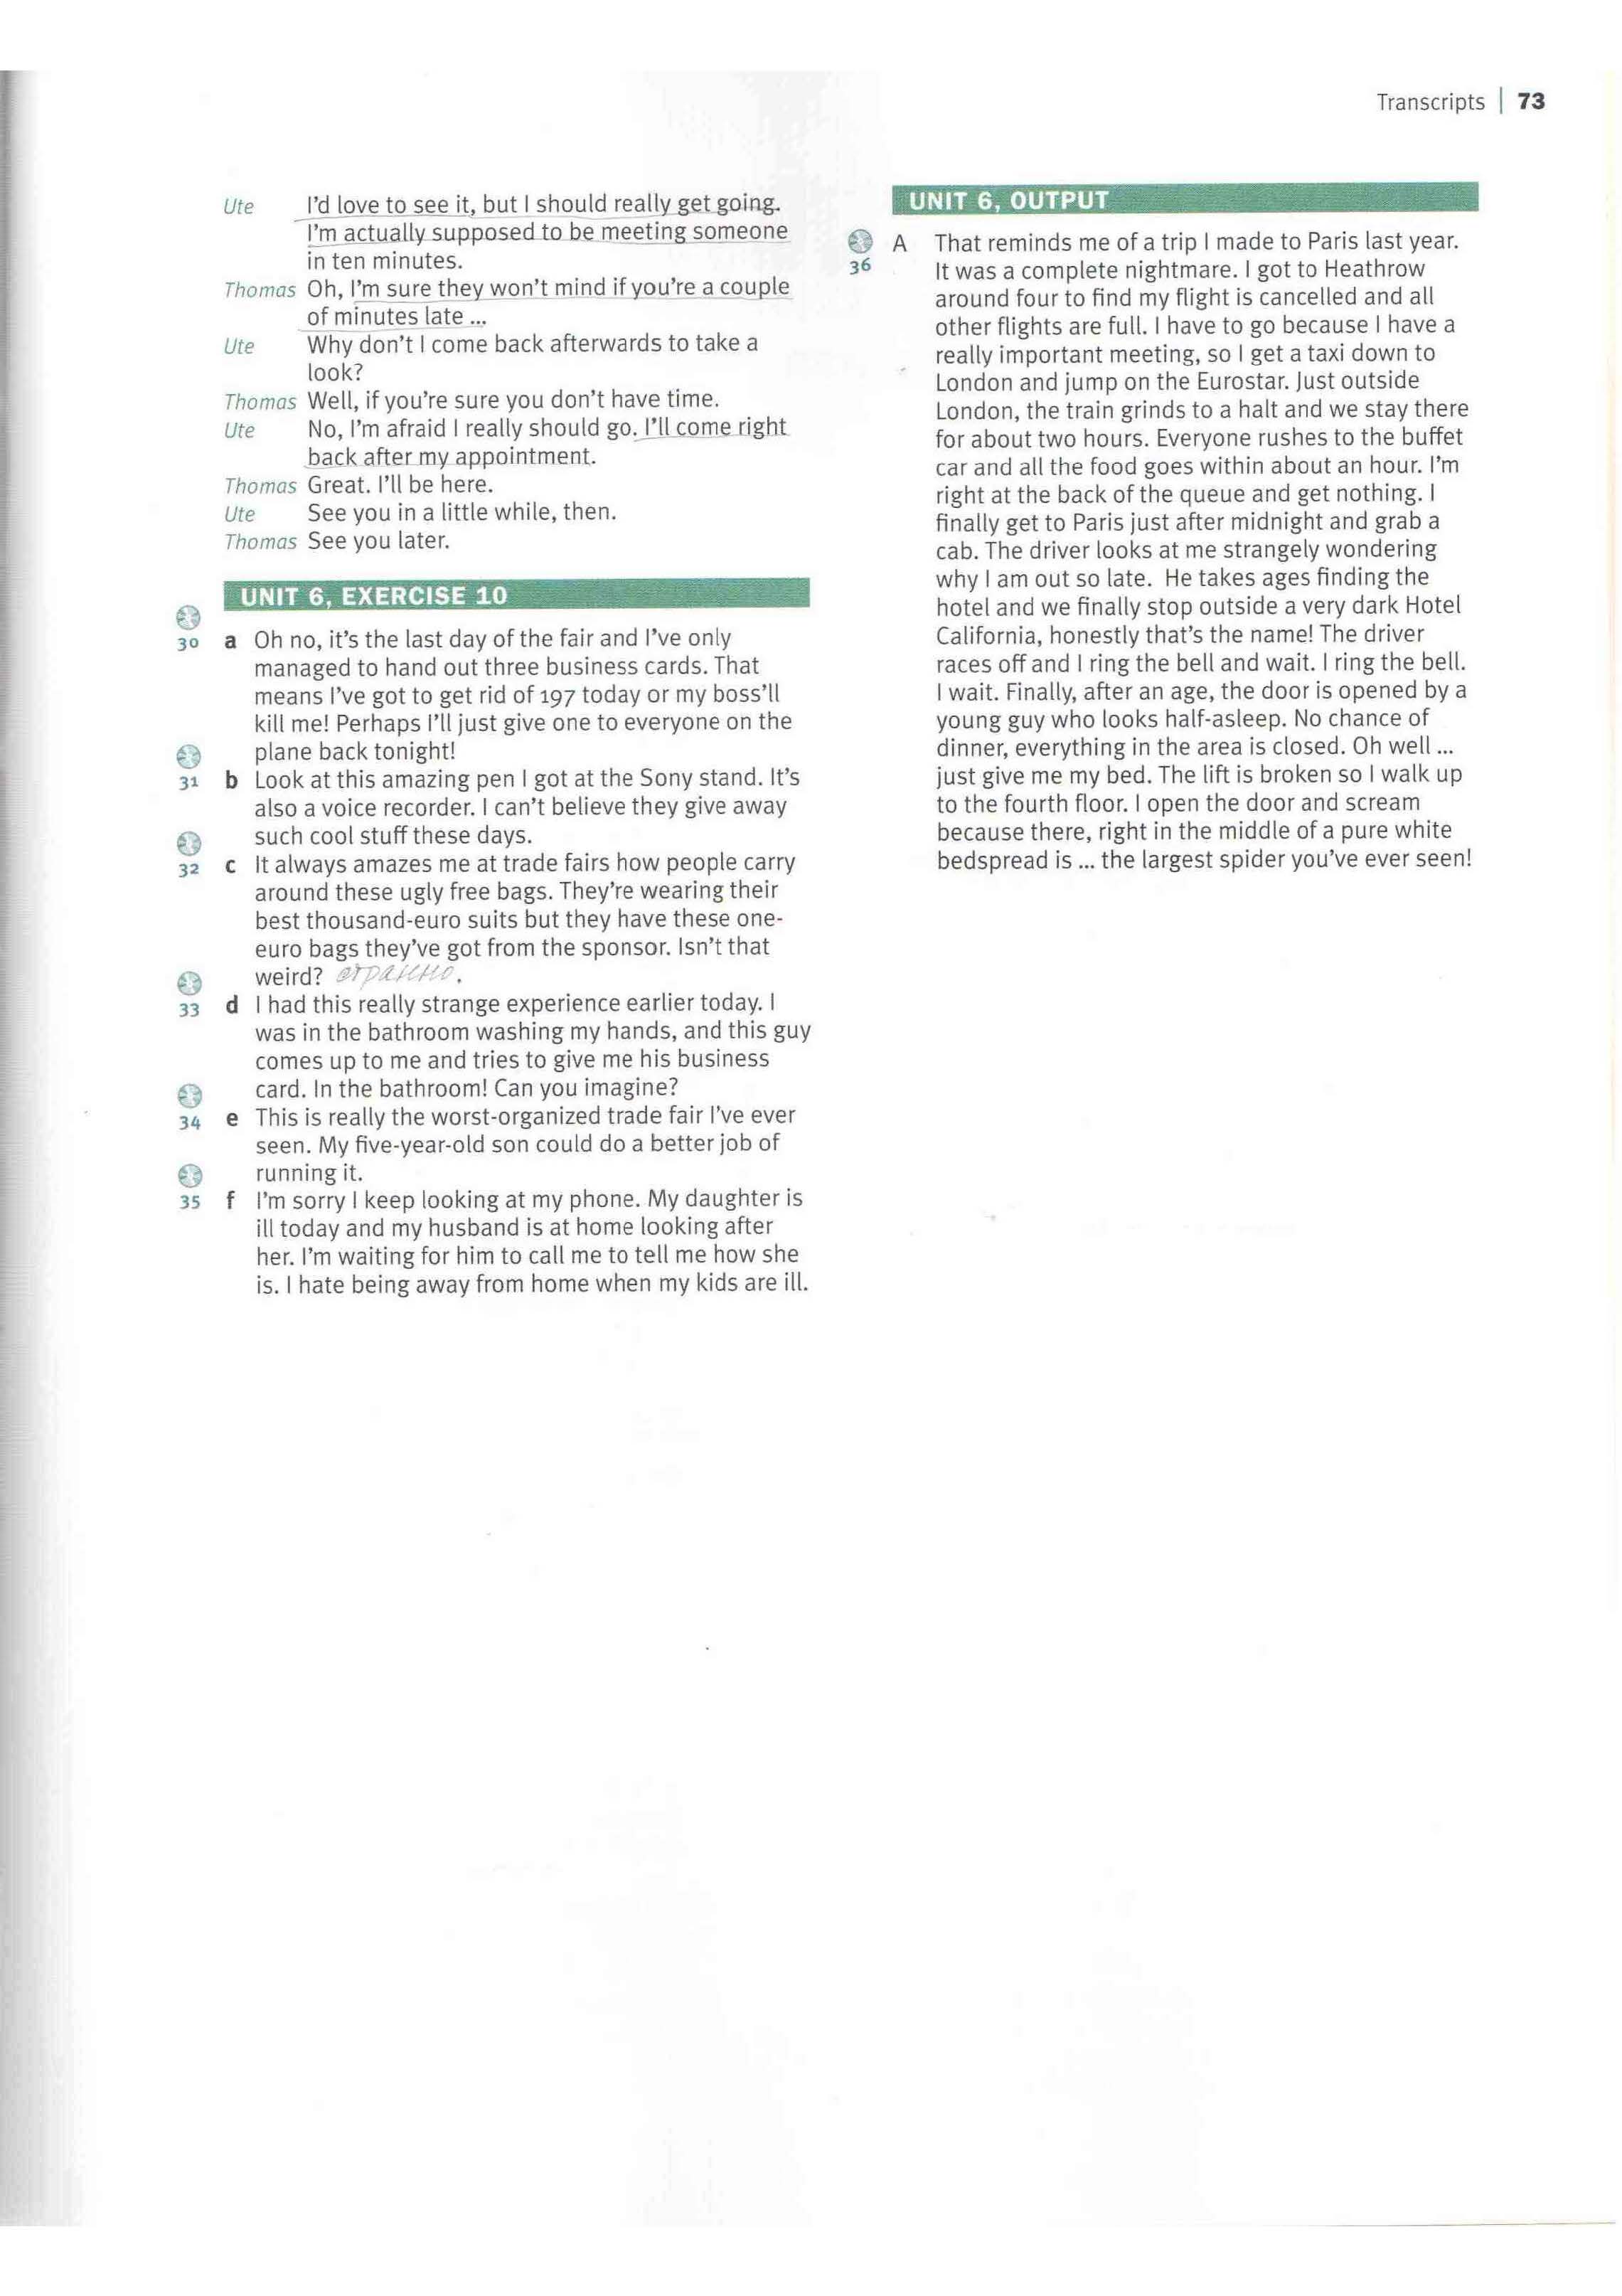 Transcripts | 73
Ute I'd love to see it, but I should really get going.
I'm actually supposed to be meeting someone
in ten minutes.
Thomas Oh, I'm sure they won't mind if you're a couple
of minutes late ...
Ute Why don't I come back afterwards to take a
look?
Thomas Well, if you're sure you don't have time.
Ute No, I'm afraid I really should go. I'll come right
back after my appointment.
Thomas Great. I'll be here.
Ute See you in a little while, then.
Thomas See you later.
UNIT 6, EXERCISE 10
30 a Oh no, it's the last day of the fair and I've only
managed to hand out three business cards. That
means I've got to get rid of 197 today or my boss'll
kill me! Perhaps I'll just give one to everyone on the
plane back tonight!
31 b Look at this amazing pen I got at the Sony stand. It's
also a voice recorder. I can't believe they give away
such cool stuff these days.
32 c It always amazes me at trade fairs how people carry
around these ugly free bags. They're wearing their
best thousand-euro suits but they have these one-
euro bags they've got from the sponsor. Isn't that
weird? странно.
33 d I had this really strange experience earlier today. I
was in the bathroom washing my hands, and this guy
comes up to me and tries to give me his business
card. In the bathroom! Can you imagine?
34 e This is really the worst-organized trade fair I've ever
seen. My five-year-old son could do a better job of
running it.
35 f I'm sorry I keep looking at my phone. My daughter is
ill today and my husband is at home looking after
her. I'm waiting for him to call me to tell me how she
is. I hate being away from home when my kids are ill.
UNIT 6, OUTPUT
36 A That reminds me of a trip I made to Paris last year.
It was a complete nightmare. I got to Heathrow
around four to find my flight is cancelled and all
other flights are full. I have to go because I have a
really important meeting, so I get a taxi down to
London and jump on the Eurostar. Just outside
London, the train grinds to a halt and we stay there
for about two hours. Everyone rushes to the buffet
car and all the food goes within about an hour. I'm
right at the back of the queue and get nothing. I
finally get to Paris just after midnight and grab a
cab. The driver looks at me strangely wondering
why I am out so late. He takes ages finding the
hotel and we finally stop outside a very dark Hotel
California, honestly that's the name! The driver
races off and I ring the bell and wait. I ring the bell.
I wait. Finally, after an age, the door is opened by a
young guy who looks half-asleep. No chance of
dinner, everything in the area is closed. Oh well ...
just give me my bed. The lift is broken so I walk up
to the fourth floor. I open the door and scream
because there, right in the middle of a pure white
bedspread is ... the largest spider you've ever seen!